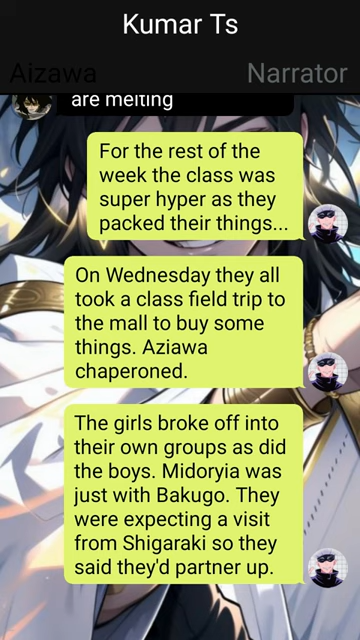 Kumar Ts
Aizawa
Narrator
are melting
For the rest of the
week the class was
super hyper as they
packed their things...
On Wednesday they all
took a class field trip to
the mall to buy some
things. Aziawa
chaperoned.
The girls broke off into
their own groups as did
the boys. Midoryia was
just with Bakugo. They
were expecting a visit
from Shigaraki so they
said they'd partner up.